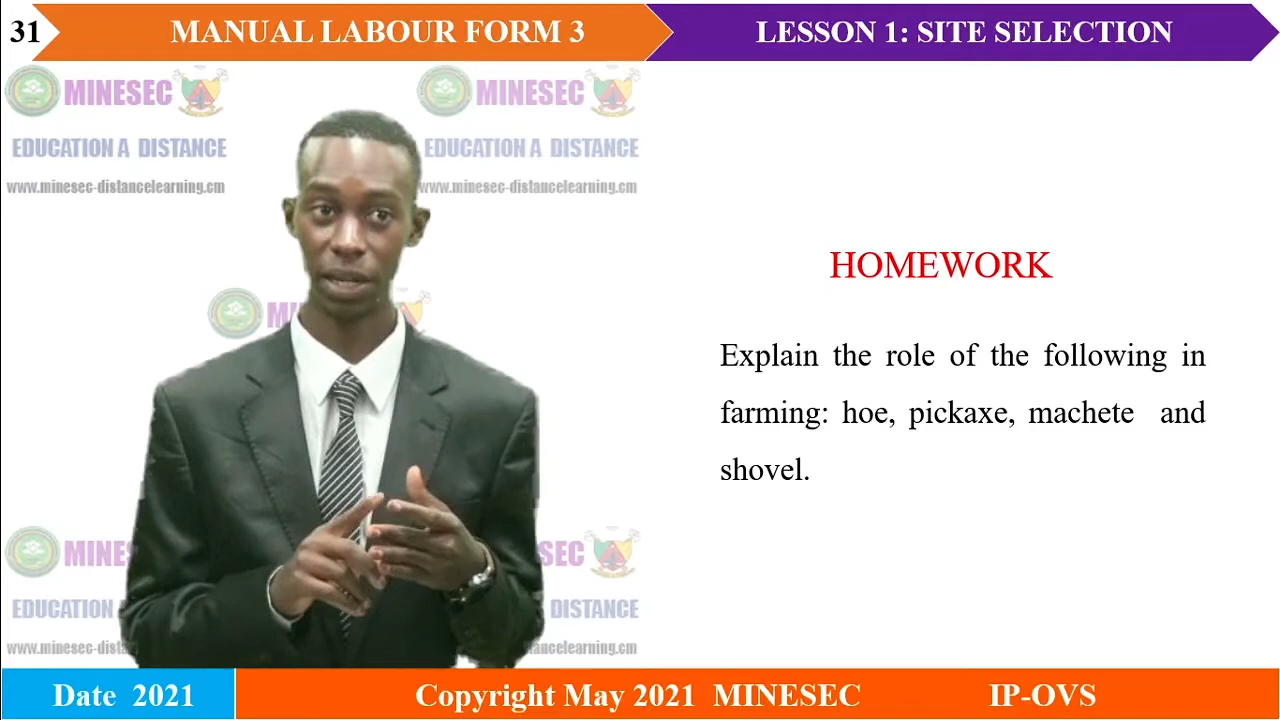 31
MANUAL LABOUR FORM 3
LESSON 1: SITE SELECTION
MINESEC
MINESEC
EDUCATION A DISTANCE
EDUCATION A DISTANCE
www.minesec-distancelearning.cm
www.minesec-distancelearning.cm
HOMEWORK
Explain the role of the following in
farming: hoe, pickaxe, machete and
shovel.
EDUCATION
DISTANCE
Date 2021
Copyright May 2021 MINESEC
IP-OVS